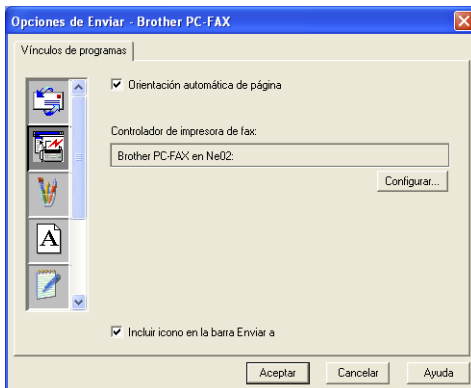 Opciones de Enviar - Brother PC-FAX
Vínculos de programas
Orientación automática de página
Controlador de impresora de fax:
Brother PC-FAX en Ne02:
Configurar...
A
Incluir icono en la barra Enviar a
Aceptar
Cancelar
Ayuda